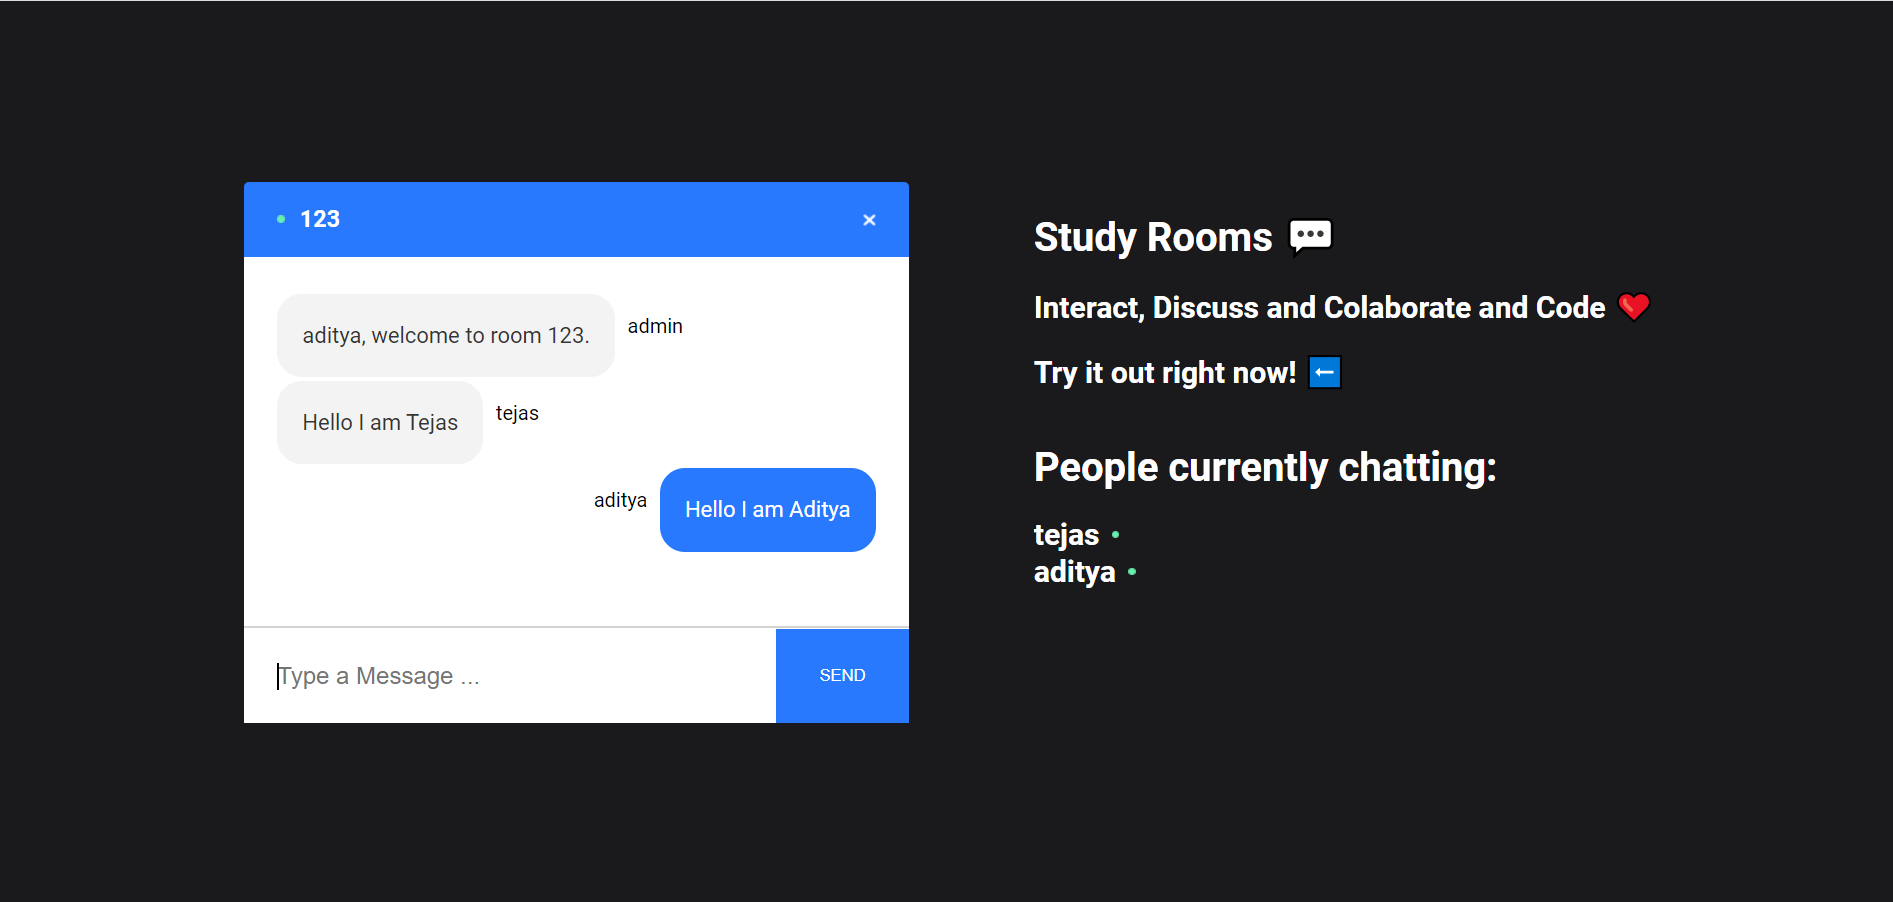 123
aditya, welcome to room 123.
admin
Hello I am Tejas
tejas
aditya
Hello I am Aditya
Type a Message ...
SEND
Study Rooms 💬
Interact, Discuss and Colaborate and Code ❤️
Try it out right now! ⬅️
People currently chatting:
tejas
aditya